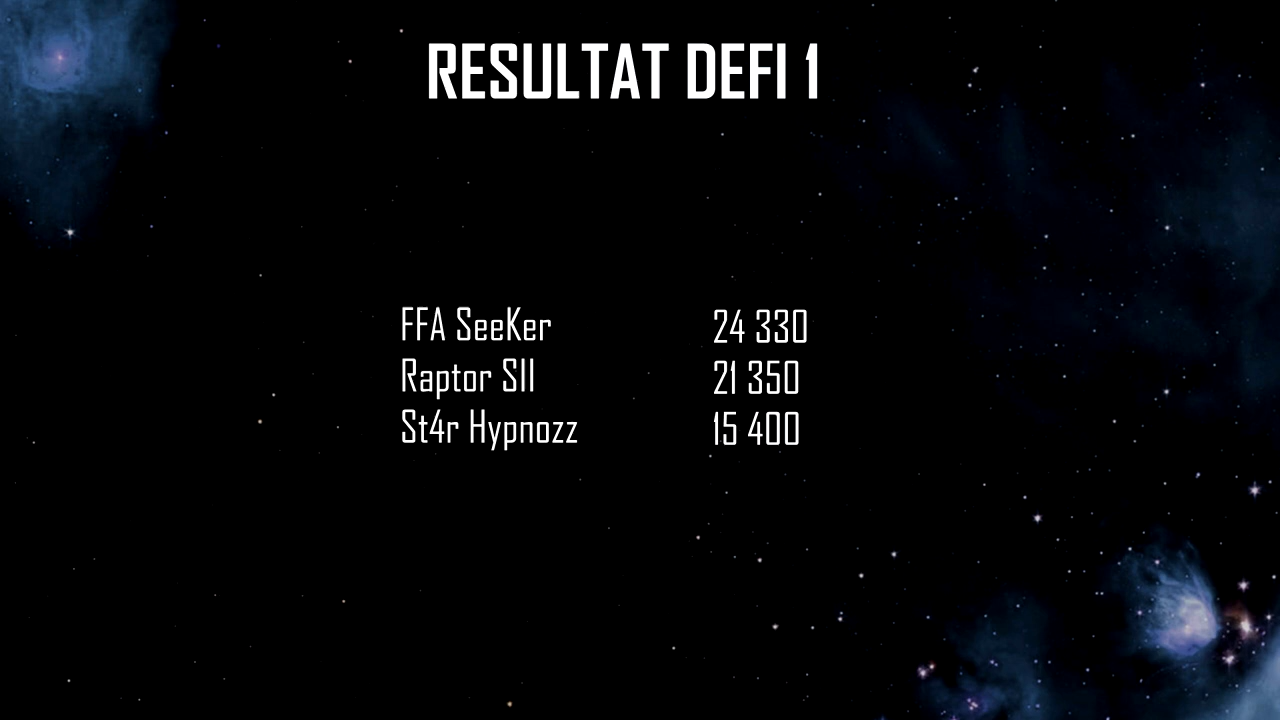 RESULTAT DEFI 1
FFA SeeKer 24 330
Raptor SII 21 350
St4r Hypnozz 15 400